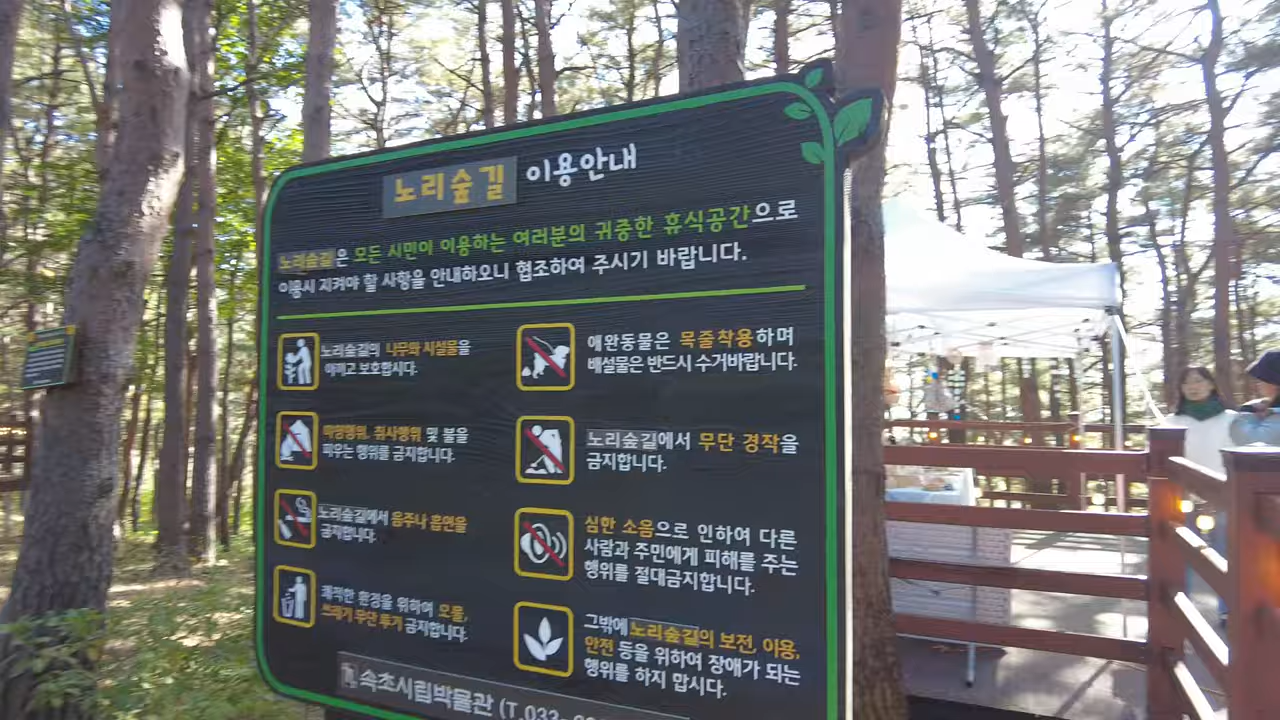 노리숲길 이용안내
노리숲길은 모든 시민이 이용하는 여러분의 귀중한 휴식공간으로
이용시 지켜야 할 사항을 안내하오니 협조하여 주시기 바랍니다.
노리숲길의 나무와 시설물을
아끼고 보호합시다.
야영행위, 취사행위 및 불을
피우는 행위를 금지합니다.
노리숲길에서 음주나 흡연을
금지합니다.
쾌적한 환경을 위하여 오물,
쓰레기 무단 투기 금지합니다.
애완동물은 목줄착용하며
배설물은 반드시 수거바랍니다.
노리숲길에서 무단 경작을
금지합니다.
심한 소음으로 인하여 다른
사람과 주민에게 피해를 주는
행위를 절대금지합니다.
그밖에 노리숲길의 보전, 이용,
안전 등을 위하여 장애가 되는
행위를 하지 맙시다.
속초시립박물관 (T.033-